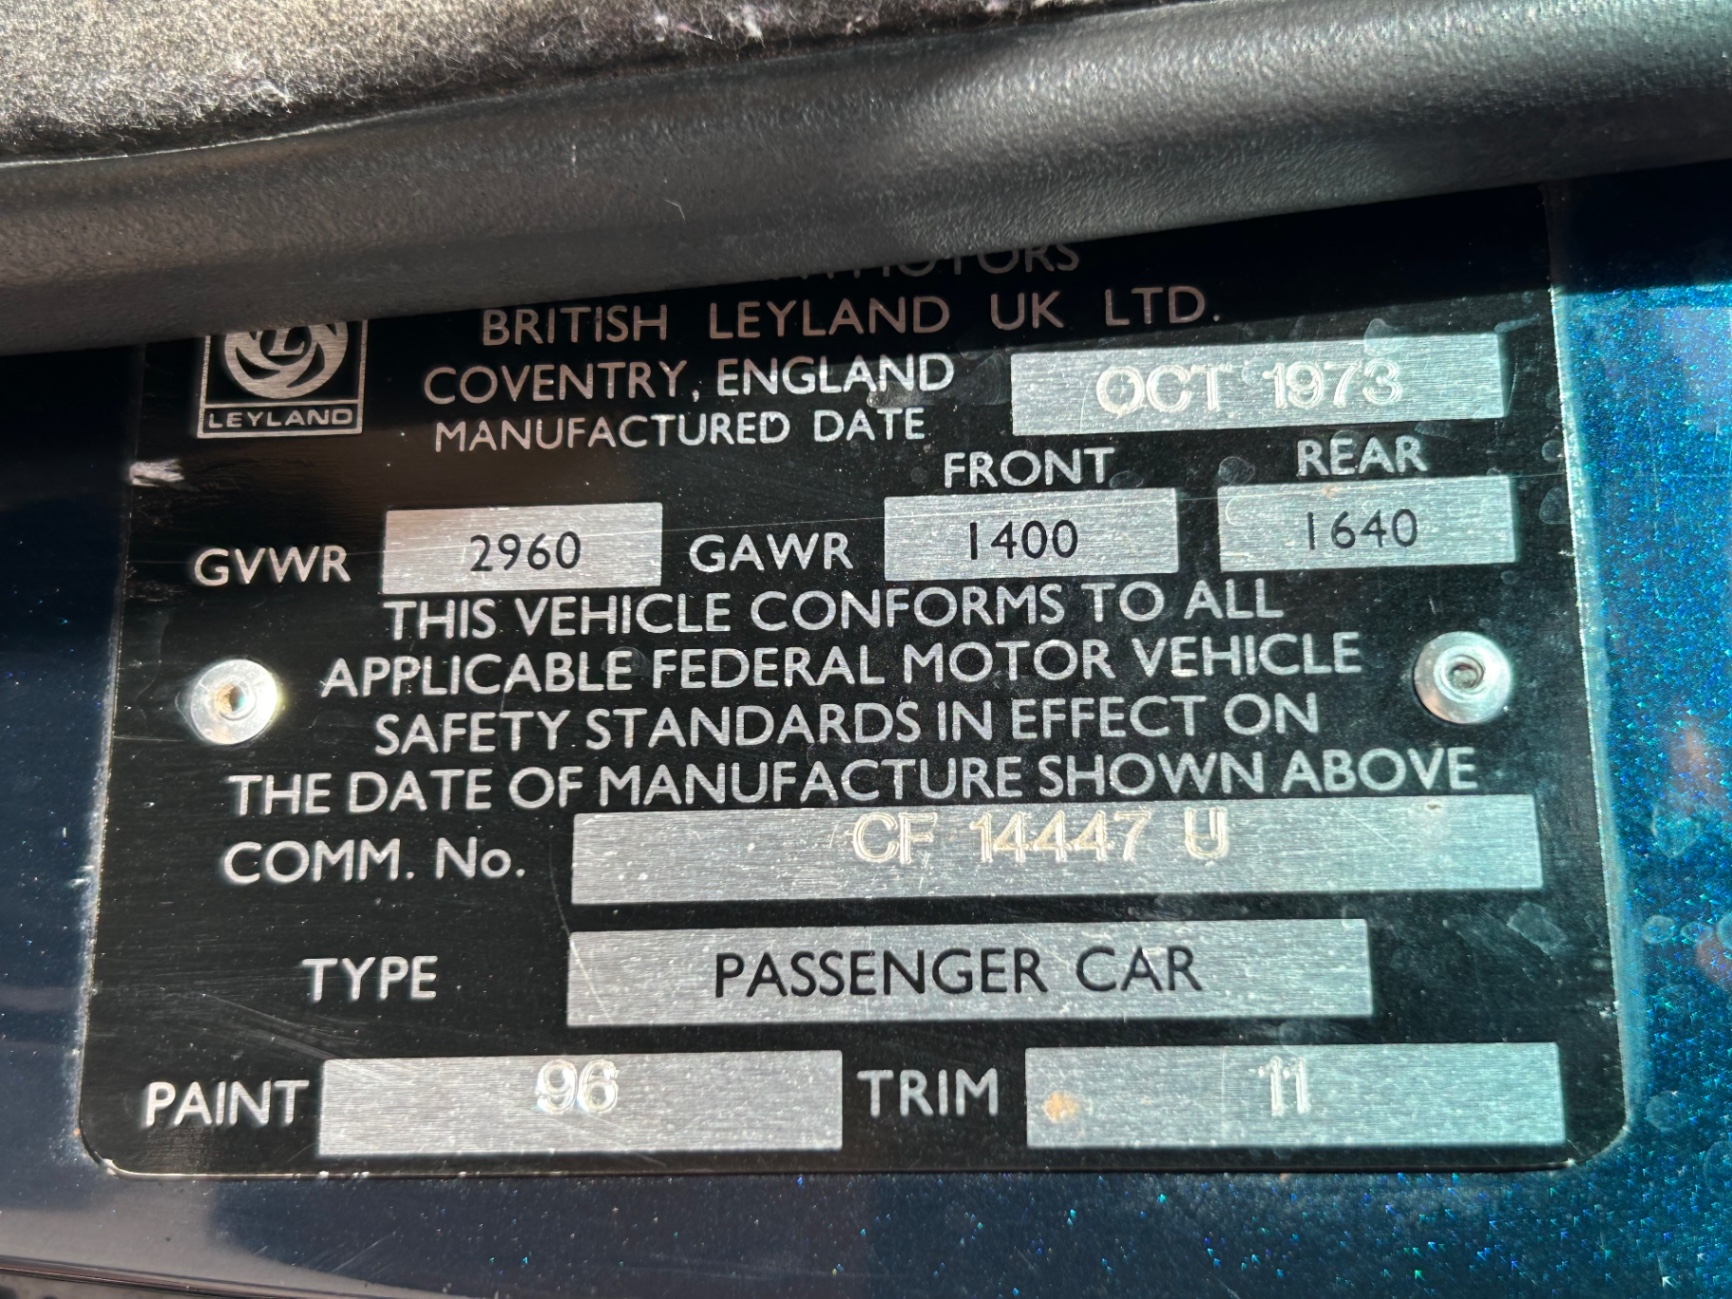 MOTORS
BRITISH LEYLAND UK LTD.
LEYLAND
COVENTRY, ENGLAND
MANUFACTURED DATE OCT 1973
FRONT REAR
GVWR 2960 GAWR 1400 1640
THIS VEHICLE CONFORMS TO ALL
APPLICABLE FEDERAL MOTOR VEHICLE
SAFETY STANDARDS IN EFFECT ON
THE DATE OF MANUFACTURE SHOWN ABOVE
COMM. No. CF 14447 U
TYPE PASSENGER CAR
PAINT 96 TRIM 11